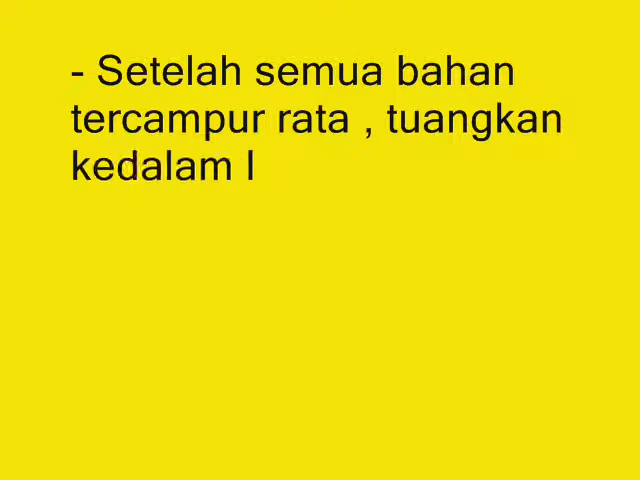 - Setelah semua bahan
tercampur rata , tuangkan
kedalam l